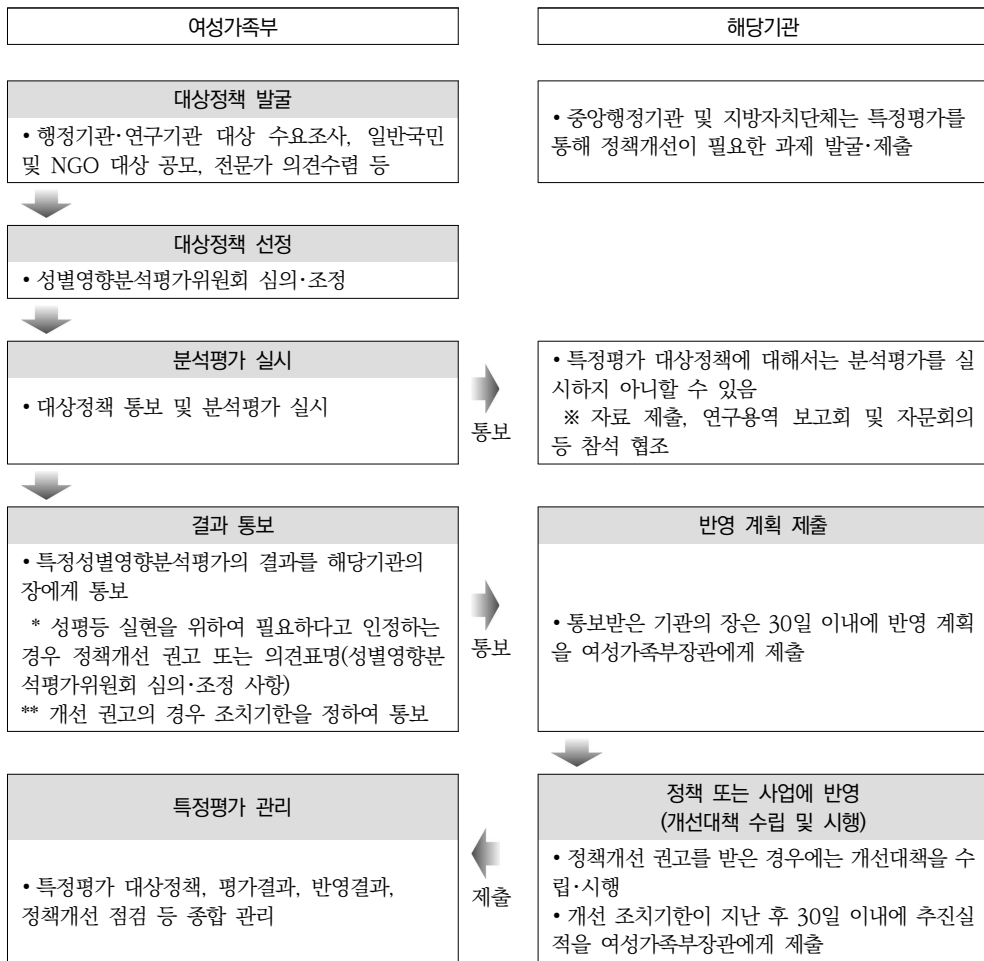 여성가족부
해당기관
대상정책 발굴
• 행정기관·연구기관 대상 수요조사, 일반국민
및 NGO 대상 공모, 전문가 의견수렴 등
• 중앙행정기관 및 지방자치단체는 특정평가를
통해 정책개선이 필요한 과제 발굴·제출
대상정책 선정
• 성별영향분석평가위원회 심의·조정
분석평가 실시
• 대상정책 통보 및 분석평가 실시
통보
• 특정평가 대상정책에 대해서는 분석평가를 실
시하지 아니할 수 있음
※ 자료 제출, 연구용역 보고회 및 자문회의
등 참석 협조
결과 통보
• 특정성별영향분석평가의 결과를 해당기관의
장에게 통보
* 성평등 실현을 위하여 필요하다고 인정하는
경우 정책개선 권고 또는 의견표명(성별영향분
석평가위원회 심의·조정 사항)
** 개선 권고의 경우 조치기한을 정하여 통보
통보
반영 계획 제출
• 통보받은 기관의 장은 30일 이내에 반영 계획
을 여성가족부장관에게 제출
특정평가 관리
• 특정평가 대상정책, 평가결과, 반영결과,
정책개선 점검 등 종합 관리
제출
정책 또는 사업에 반영
(개선대책 수립 및 시행)
• 정책개선 권고를 받은 경우에는 개선대책을 수
립·시행
• 개선 조치기한이 지난 후 30일 이내에 추진실
적을 여성가족부장관에게 제출